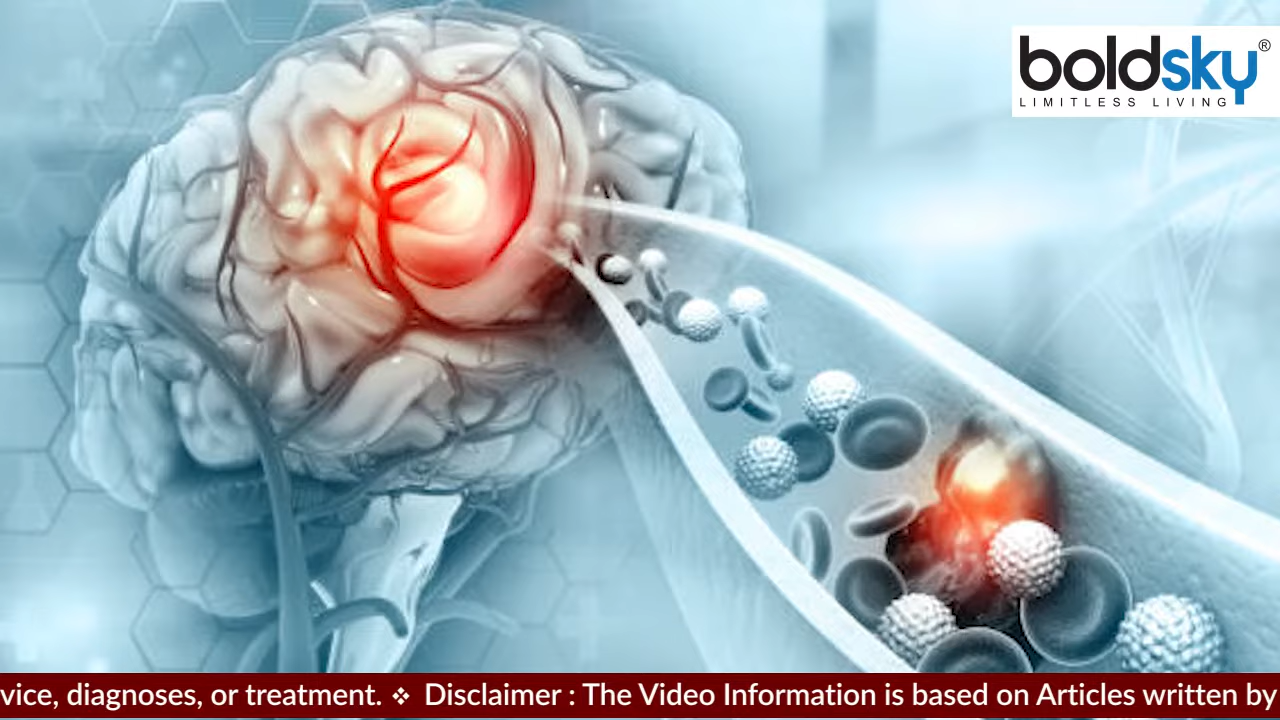 boldsky®
LIMITLESS LIVING
vice, diagnoses, or treatment. ❖ Disclaimer : The Video Information is based on Articles written by